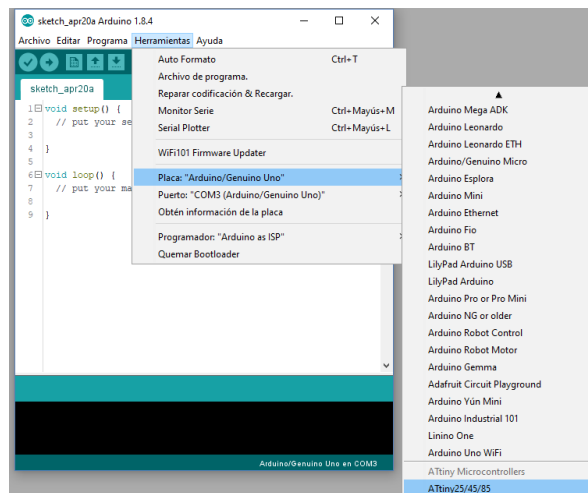 sketch_apr20a Arduino 1.8.4
Archivo Editar Programa Herramientas Ayuda
sketch_apr20a
1 void setup() {
2 // put your se
3
4 }
5
6 void loop() {
7 // put your ma
8
9 }
Auto Formato Ctrl+T
Archivo de programa.
Reparar codificación & Recargar.
Monitor Serie Ctrl+Mayús+M
Serial Plotter Ctrl+Mayús+L
WiFi101 Firmware Updater
Placa: "Arduino/Genuino Uno"
Puerto: "COM3 (Arduino/Genuino Uno)"
Obtén información de la placa
Programador: "Arduino as ISP"
Quemar Bootloader
Arduino Mega ADK
Arduino Leonardo
Arduino Leonardo ETH
Arduino/Genuino Micro
Arduino Esplora
Arduino Mini
Arduino Ethernet
Arduino Fio
Arduino BT
LilyPad Arduino USB
LilyPad Arduino
Arduino Pro or Pro Mini
Arduino NG or older
Arduino Robot Control
Arduino Robot Motor
Arduino Gemma
Adafruit Circuit Playground
Arduino Yún Mini
Arduino Industrial 101
Linino One
Arduino Uno WiFi
ATtiny Microcontrollers
ATtiny25/45/85
Arduino/Genuino Uno en COM3